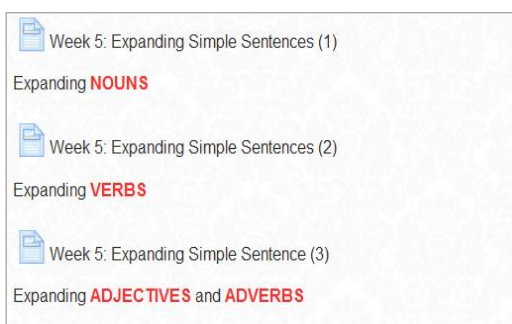 Week 5: Expanding Simple Sentences (1)
Expanding NOUNS
Week 5: Expanding Simple Sentences (2)
Expanding VERBS
Week 5: Expanding Simple Sentence (3)
Expanding ADJECTIVES and ADVERBS